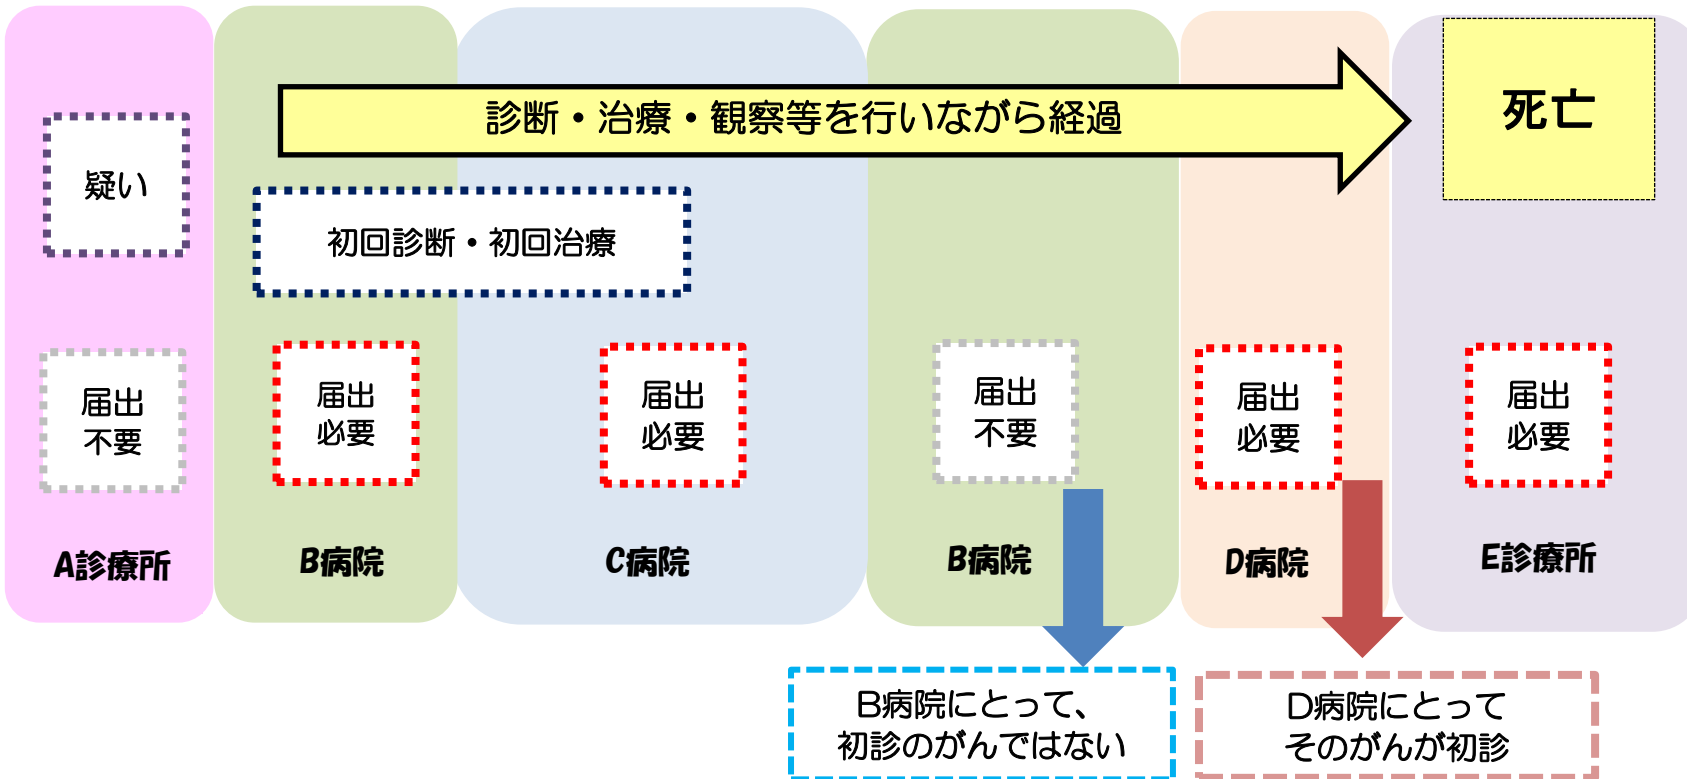 診断・治療・観察等を行いながら経過
死亡
疑い
初回診断・初回治療
届出
不要
届出
必要
届出
必要
届出
不要
届出
必要
届出
必要
A診療所
B病院
C病院
B病院
D病院
E診療所
B病院にとって、
初診のがんではない
D病院にとって
そのがんが初診